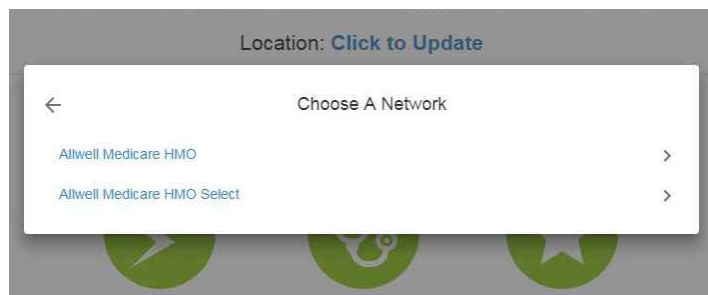 Location: Click to Update
Choose A Network
Allwell Medicare HMO
Allwell Medicare HMO Select